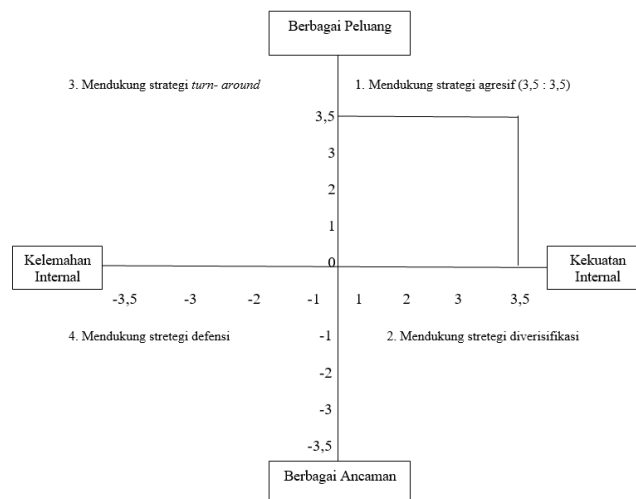 Berbagai Peluang
3. Mendukung strategi turn- around
1. Mendukung strategi agresif (3,5 : 3,5)
3,5
3
2
1
0
Kelemahan
Internal
Kekuatan
Internal
-3,5 -3 -2 -1 1 2 3 3,5
4. Mendukung stretegi defensi
-1
2. Mendukung stretegi diverisifikasi
-2
-3
-3,5
Berbagai Ancaman